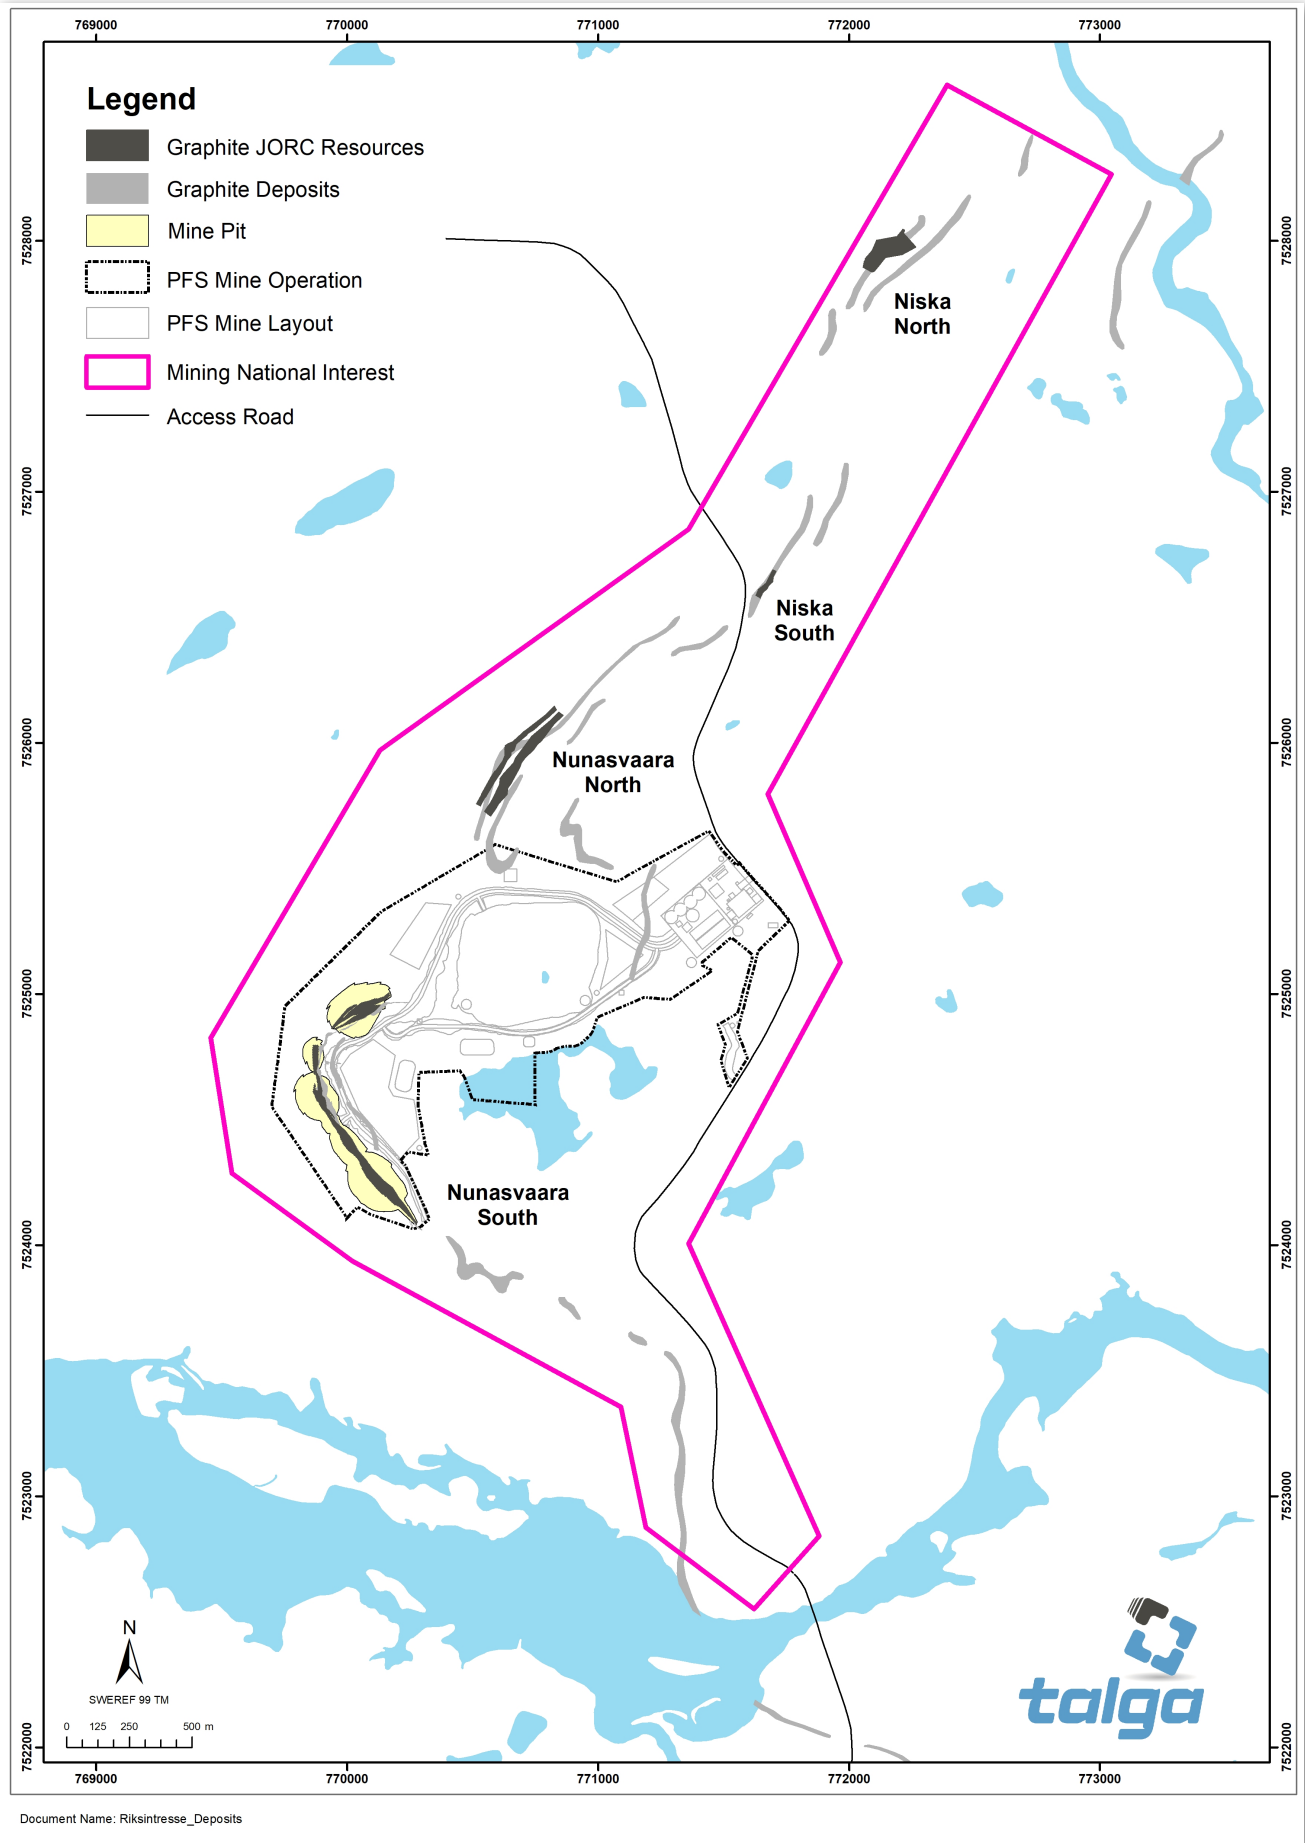 769000 770000 771000 772000 773000
Legend
Graphite JORC Resources
Graphite Deposits
Mine Pit
PFS Mine Operation
PFS Mine Layout
Mining National Interest
Access Road
7528000
7527000
7526000
7525000
7524000
7523000
7522000
7528000
7527000
7526000
7525000
7524000
7523000
7522000
Niska
North
Niska
South
Nunasvaara
North
Nunasvaara
South
N
SWEREF 99 TM
0 125 250 500 m
talga
769000 770000 771000 772000 773000
Document Name: Riksintresse_Deposits